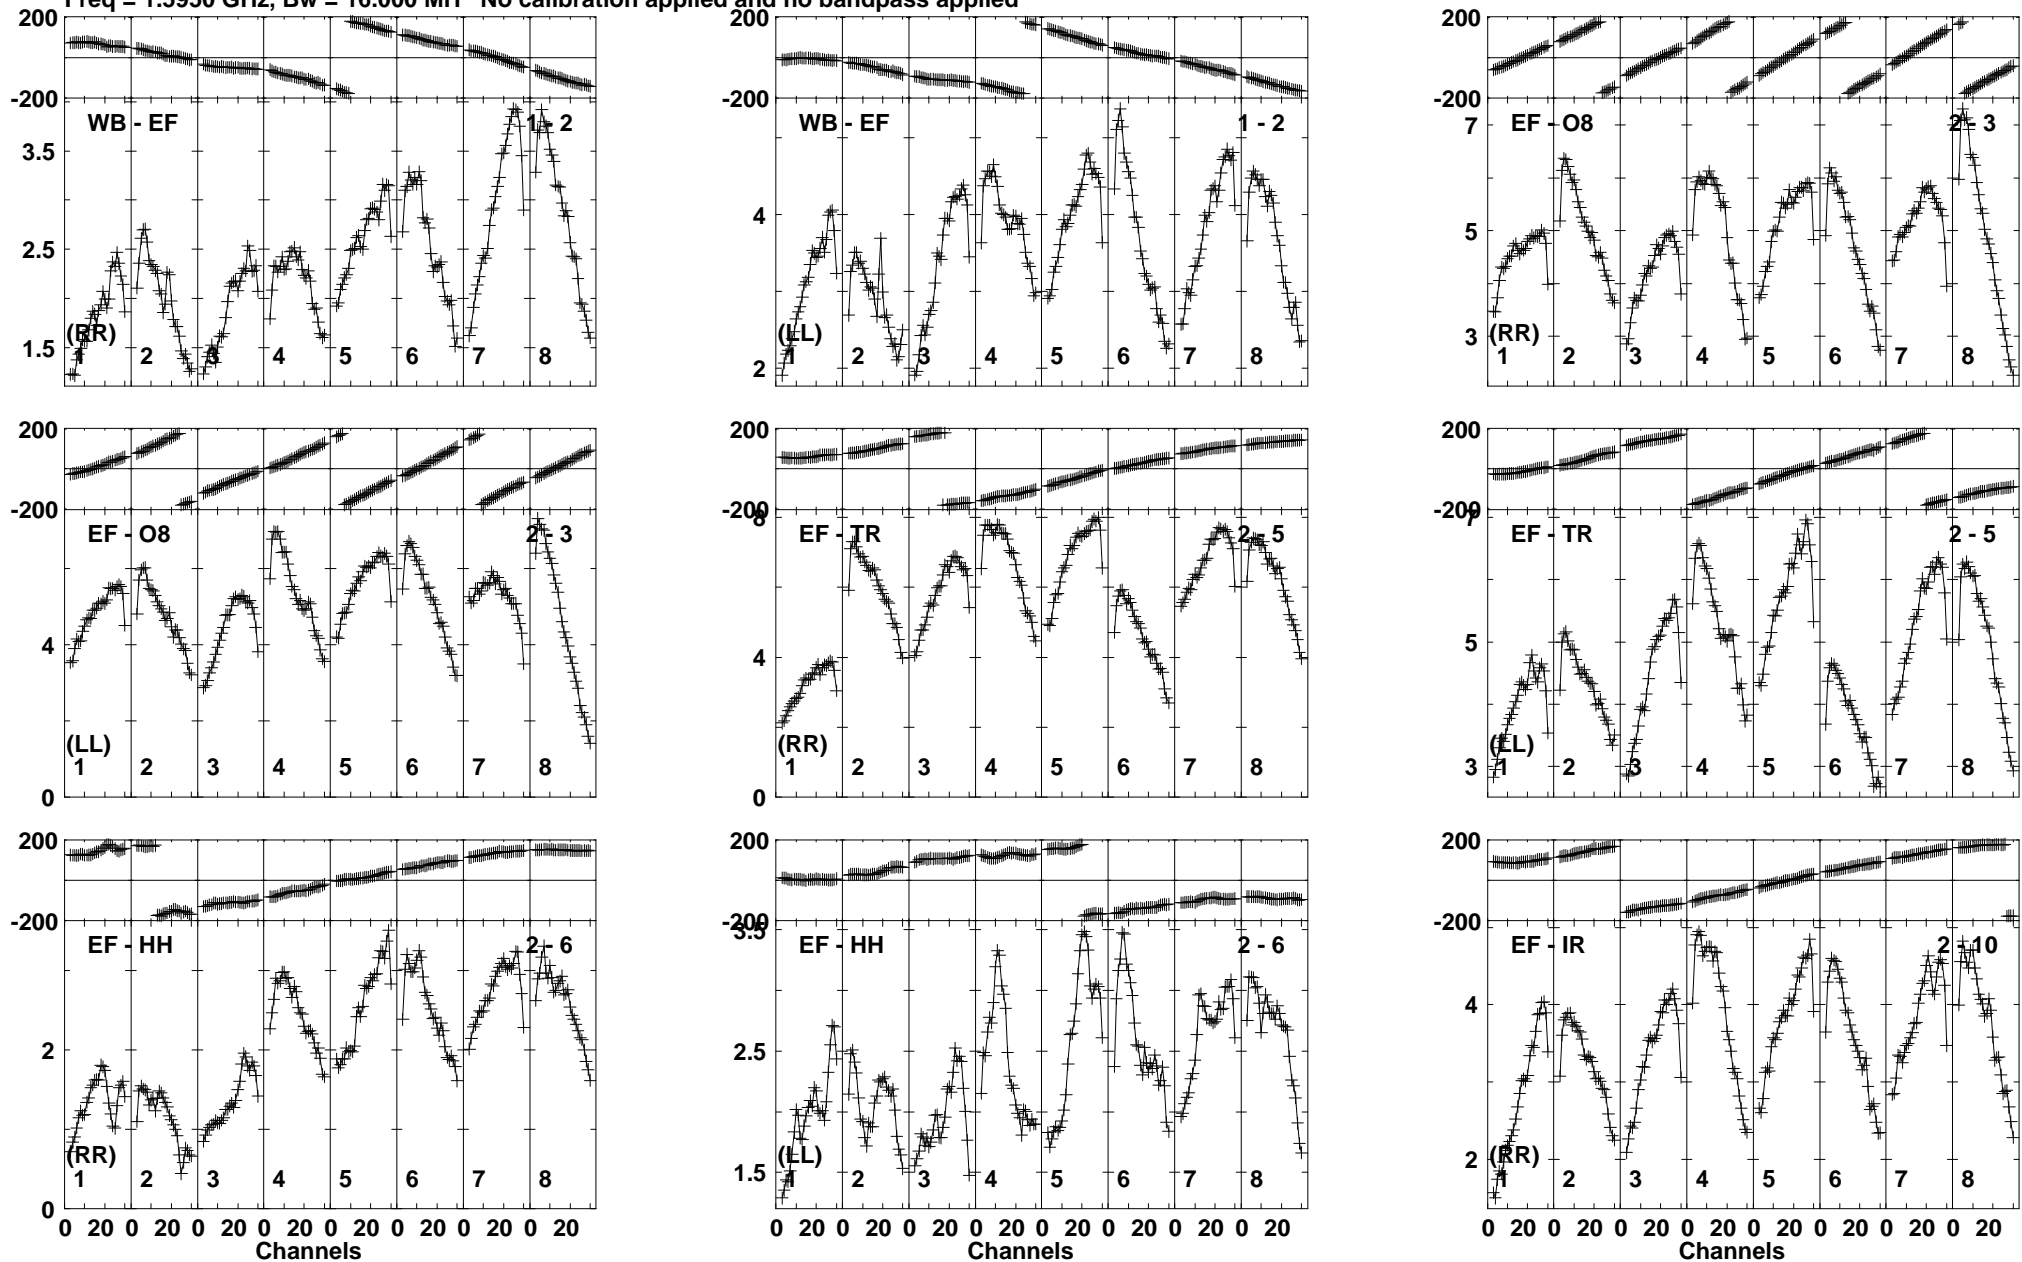 Freq = 1.5950 GHz, Bw = 16.000 MH No calibration applied and no bandpass applied
200 200 200
-200 -200 -200
WB - EF 1 - 2 WB - EF 1 - 2 EF - O8 2 - 3
7
3.5
4 5
2.5
3
1.5
2
(RR) (LL) (RR)
1 2 3 4 5 6 7 8 1 2 3 4 5 6 7 8 1 2 3 4 5 6 7 8
200 200 200
-200 -200 -200
8 7
EF - O8 2 - 3 EF - TR 2 - 5 EF - TR 2 - 5
4 4 5
(LL) (RR) (LL)
1 2 3 4 5 6 7 8 1 2 3 4 5 6 7 8 3 1 2 3 4 5 6 7 8
0 0
200 200 200
-200 -200 -200
3.5
EF - HH 2 - 6 EF - HH 2 - 6 EF - IR 2 - 10
4
2 2.5
2
(RR) (LL) (RR)
1.5
1 2 3 4 5 6 7 8 1 2 3 4 5 6 7 8 1 2 3 4 5 6 7 8
0
0 20 0 20 0 20 0 20 0 20 0 20 0 20 0 20 0 20 0 20 0 20 0 20 0 20 0 20 0 20 0 20 0 20 0 20 0 20 0 20 0 20 0 20 0 20 0 20
Channels Channels Channels